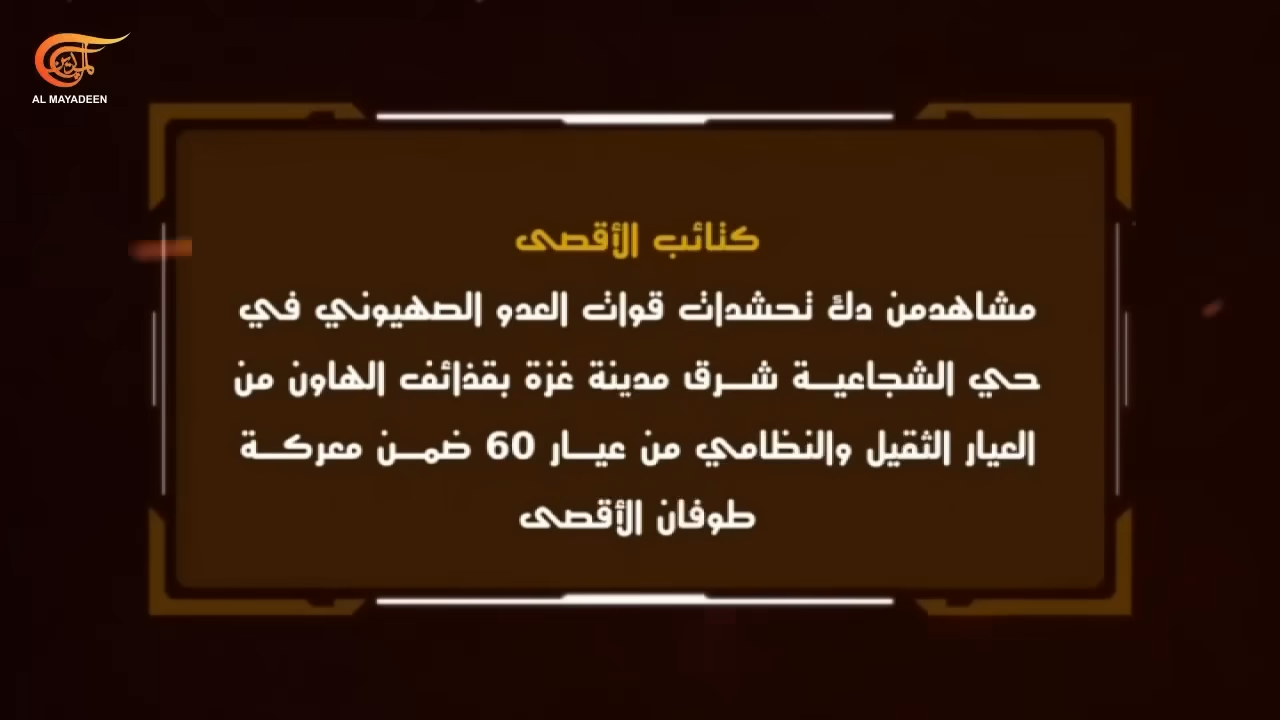 الميادين
AL MAYADEEN
كتائب الأقصى
مشاهدمن دك تحشدات قوات العدو الصهيوني في
حي الشجاعيــة شــرق مدينة غزة بقذائف الهاون من
العيار الثقيل والنظامي من عيــار 60 ضمــن معركــة
طوفان الأقصى